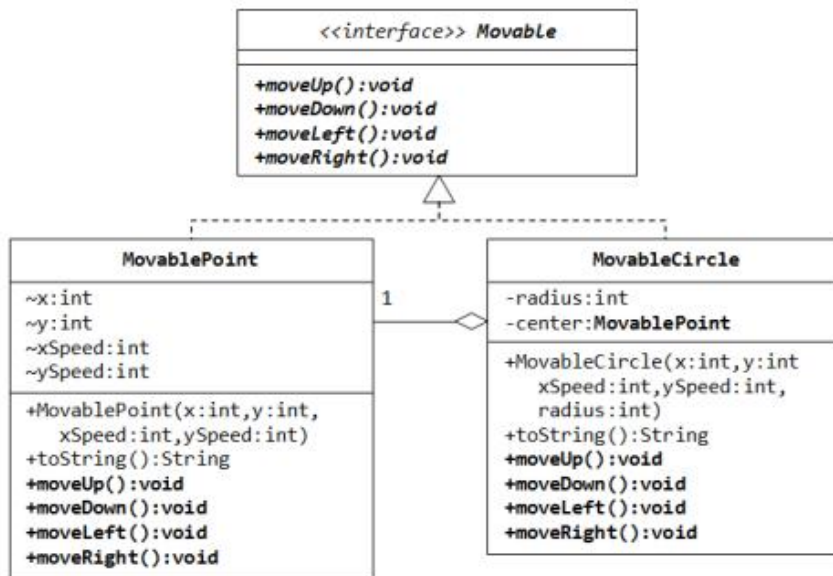 <<interface>> Movable
+moveUp():void
+moveDown():void
+moveLeft():void
+moveRight():void
MovablePoint
~x:int
~y:int
~xSpeed:int
~ySpeed:int
+MovablePoint(x:int,y:int,
xSpeed:int,ySpeed:int)
+toString():String
+moveUp():void
+moveDown():void
+moveLeft():void
+moveRight():void
1
MovableCircle
-radius:int
-center:MovablePoint
+MovableCircle(x:int,y:int
xSpeed:int,ySpeed:int,
radius:int)
+toString():String
+moveUp():void
+moveDown():void
+moveLeft():void
+moveRight():void